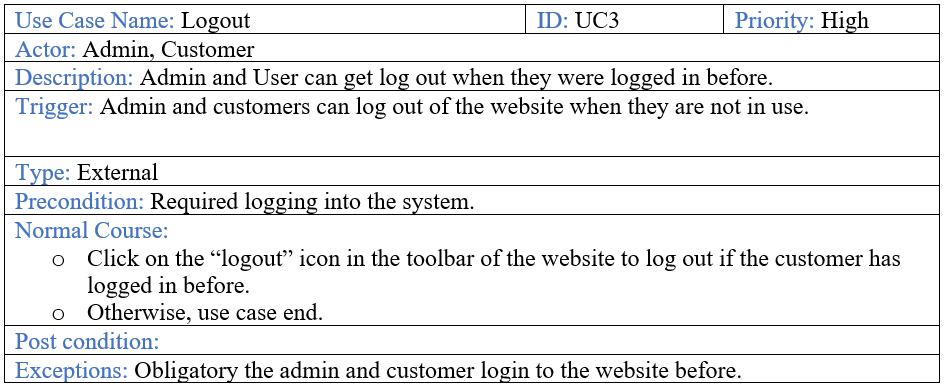 Use Case Name: Logout ID: UC3 Priority: High
Actor: Admin, Customer
Description: Admin and User can get log out when they were logged in before.
Trigger: Admin and customers can log out of the website when they are not in use.
Type: External
Precondition: Required logging into the system.
Normal Course:
o Click on the “logout” icon in the toolbar of the website to log out if the customer has
logged in before.
o Otherwise, use case end.
Post condition:
Exceptions: Obligatory the admin and customer login to the website before.